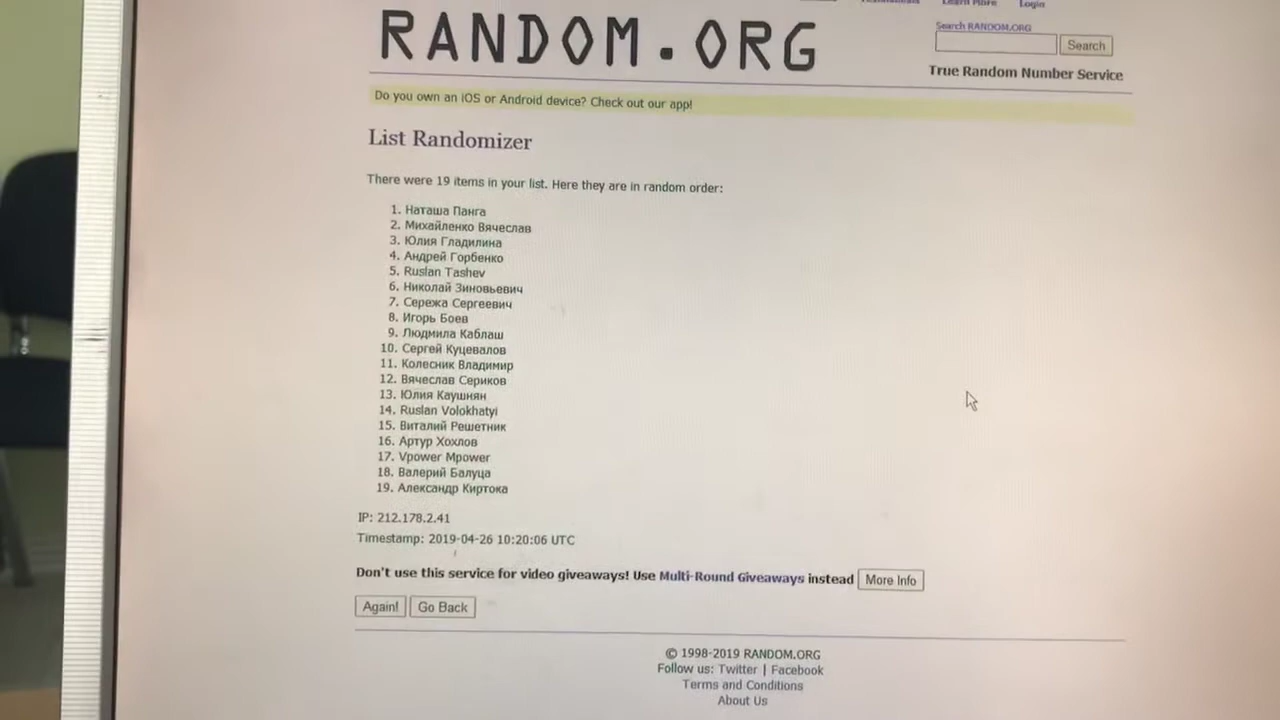 Learn More Login
RANDOM.ORG
Search RANDOM.ORG
Search
True Random Number Service
Do you own an iOS or Android device? Check out our app!
List Randomizer
There were 19 items in your list. Here they are in random order:
1. Наташа Панга
2. Михайленко Вячеслав
3. Юлия Гладилина
4. Андрей Горбенко
5. Ruslan Tashev
6. Николай Зиновьевич
7. Сережа Сергеевич
8. Игорь Боев
9. Людмила Каблаш
10. Сергей Куцевалов
11. Колесник Владимир
12. Вячеслав Сериков
13. Юлия Каушнян
14. Ruslan Volokhatyi
15. Виталий Решетник
16. Артур Хохлов
17. Vpower Mpower
18. Валерий Балуца
19. Александр Киртока
IP: 212.178.2.41
Timestamp: 2019-04-26 10:20:06 UTC
Don't use this service for video giveaways! Use Multi-Round Giveaways instead More Info
Again! Go Back
© 1998-2019 RANDOM.ORG
Follow us: Twitter | Facebook
Terms and Conditions
About Us